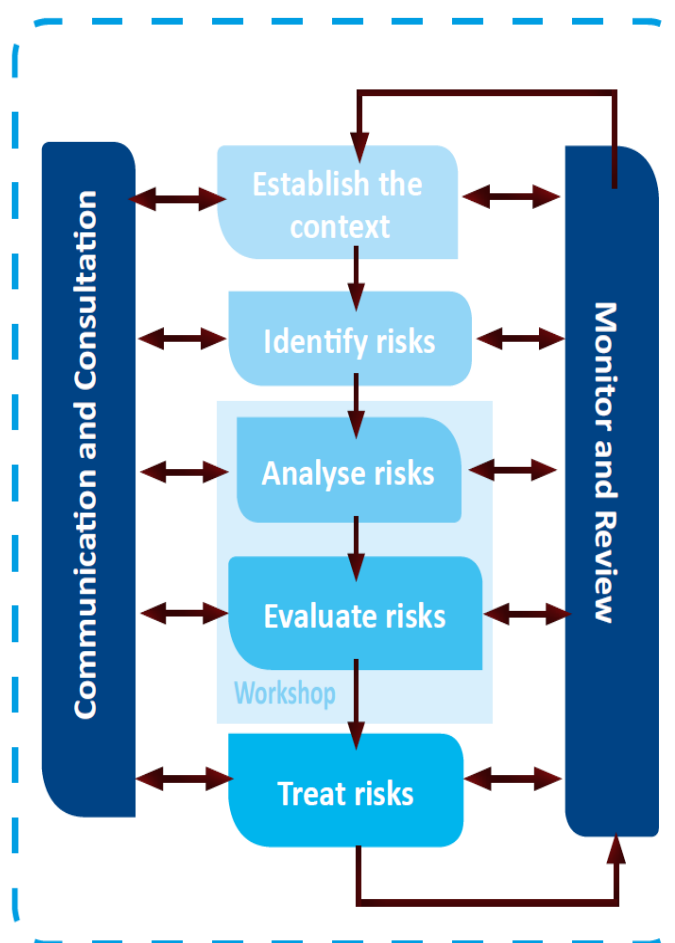 Communication and Consultation
Establish the
context
Identify risks
Analyse risks
Evaluate risks
Workshop
Treat risks
Monitor and Review